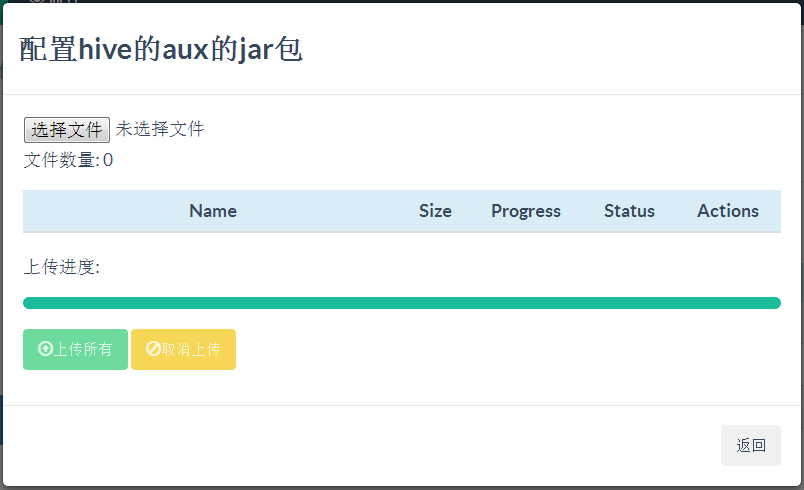 配置hive的aux的jar包
选择文件 未选择文件
文件数量: 0
Name Size Progress Status Actions
上传进度:
上传所有 取消上传
返回